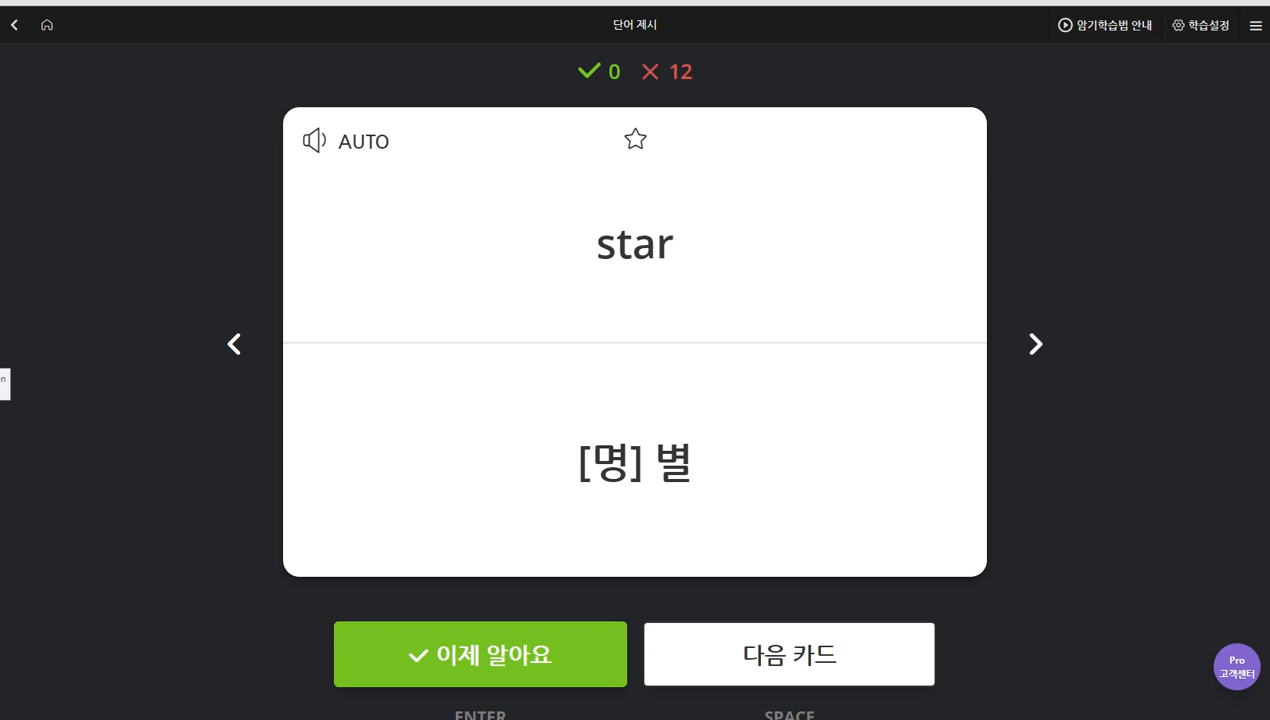 단어 제시
암기학습법 안내
학습설정
0
12
AUTO
star
[명] 별
이제 알아요
다음 카드
ENTER
SPACE
Pro
고객센터